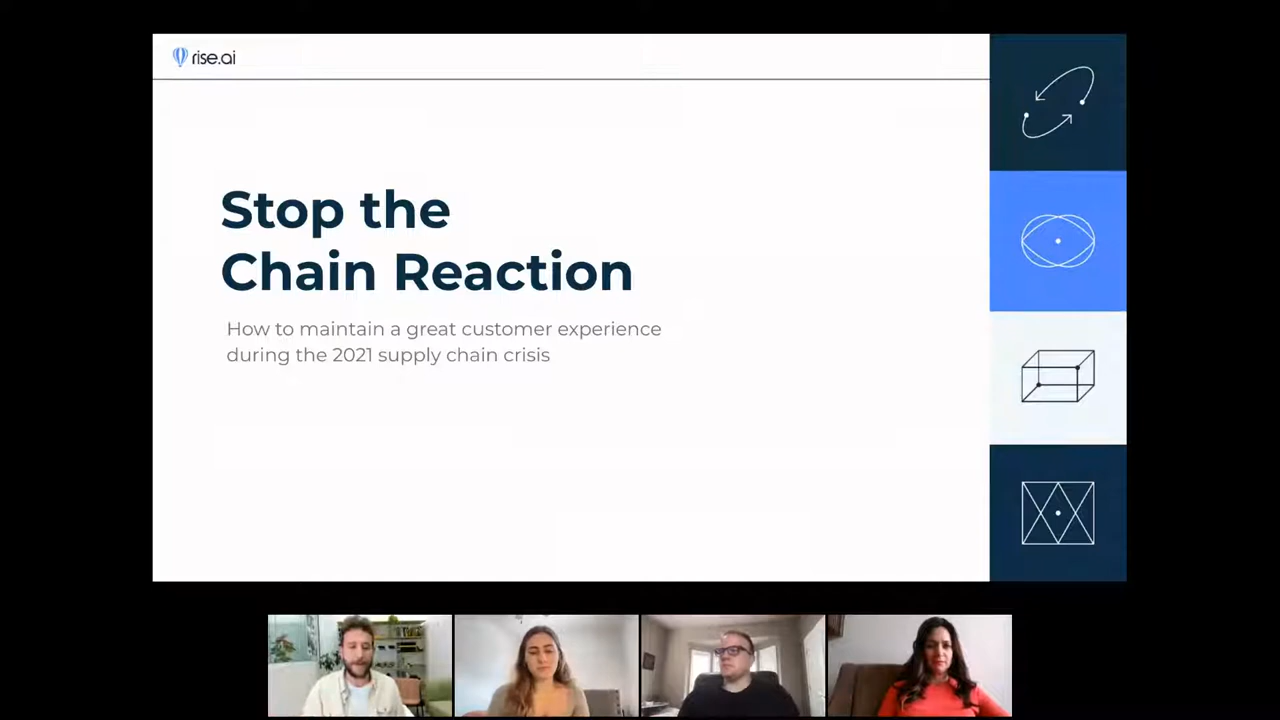 rise.ai
Stop the
Chain Reaction
How to maintain a great customer experience
during the 2021 supply chain crisis